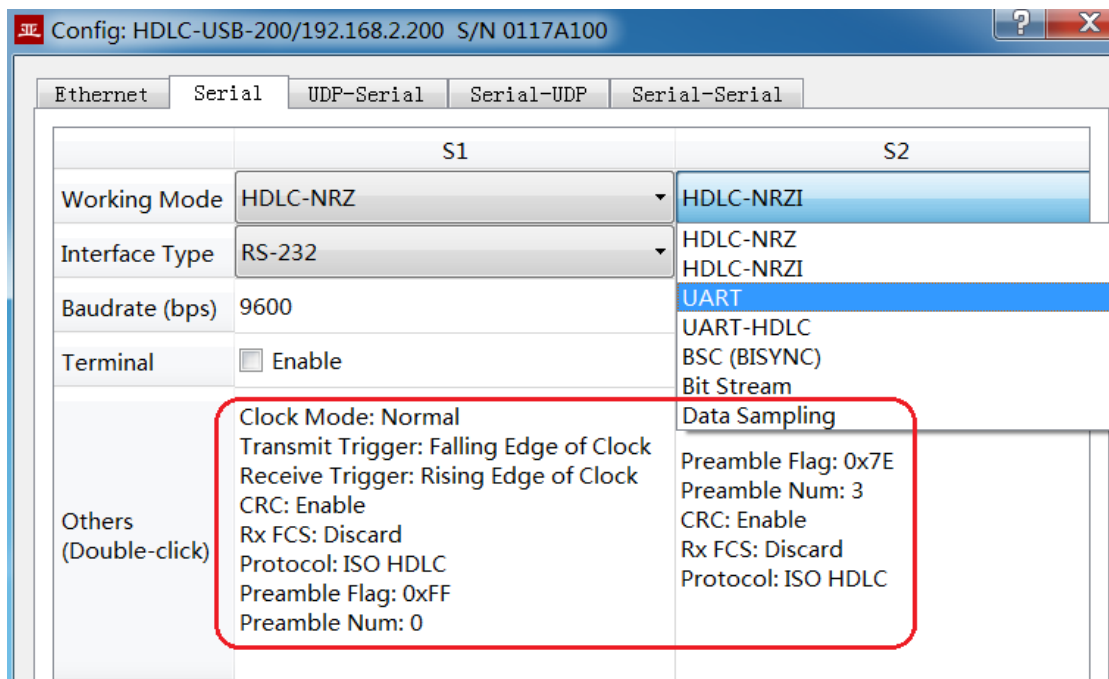 亚 Config: HDLC-USB-200/192.168.2.200 S/N 0117A100 ? X
Ethernet Serial UDP-Serial Serial-UDP Serial-Serial
S1 S2
Working Mode HDLC-NRZ HDLC-NRZI
HDLC-NRZ
HDLC-NRZI
UART
UART-HDLC
BSC (BISYNC)
Bit Stream
Data Sampling
Interface Type RS-232
Baudrate (bps) 9600
Terminal Enable
Others
(Double-click)
Clock Mode: Normal
Transmit Trigger: Falling Edge of Clock
Receive Trigger: Rising Edge of Clock
CRC: Enable
Rx FCS: Discard
Protocol: ISO HDLC
Preamble Flag: 0xFF
Preamble Num: 0
Preamble Flag: 0x7E
Preamble Num: 3
CRC: Enable
Rx FCS: Discard
Protocol: ISO HDLC